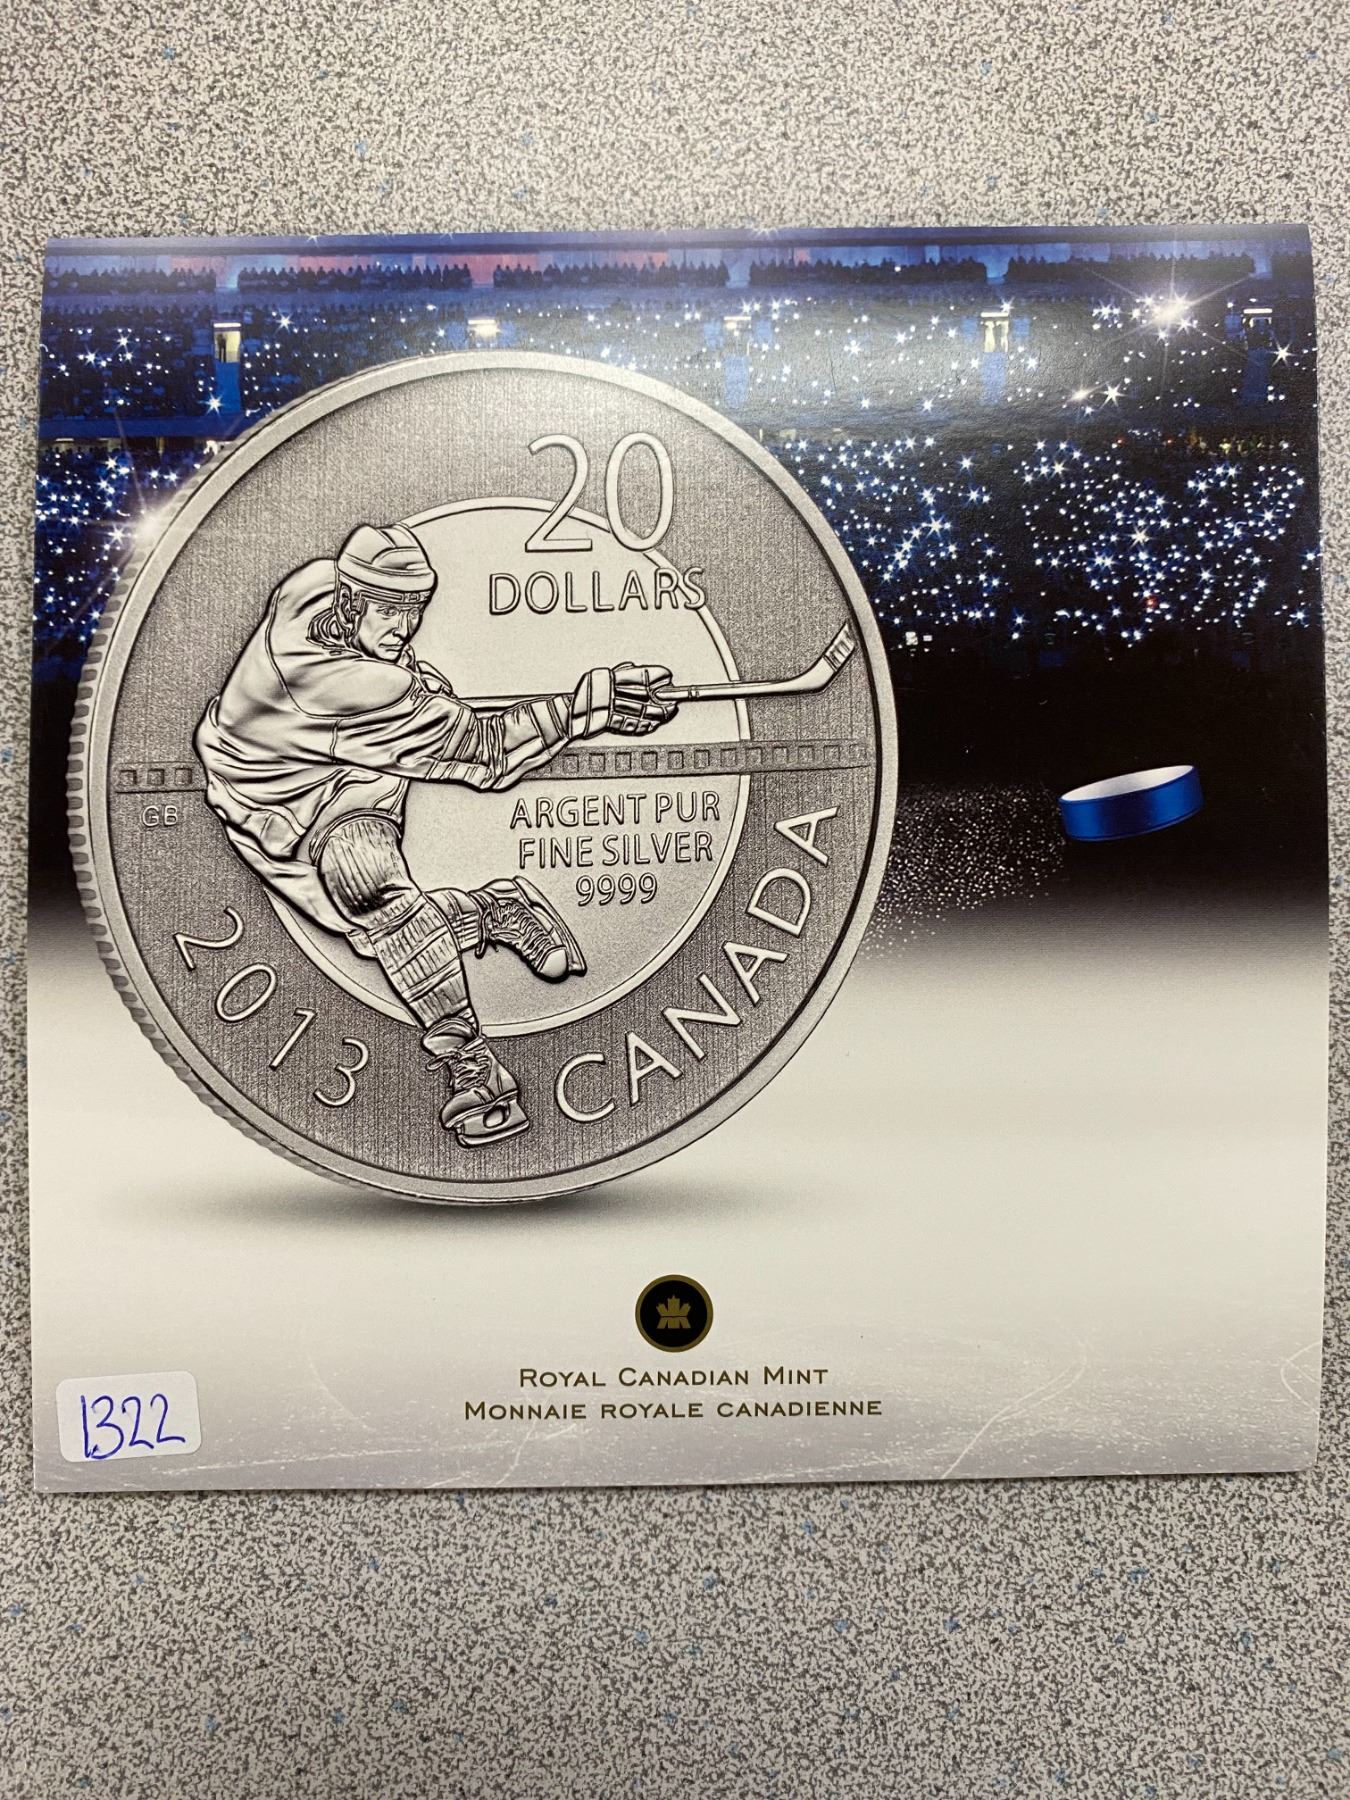 20
DOLLARS
ARGENT PUR
FINE SILVER
9999
GB
2013
CANADA
ROYAL CANADIAN MINT
MONNAIE ROYALE CANADIENNE
1322